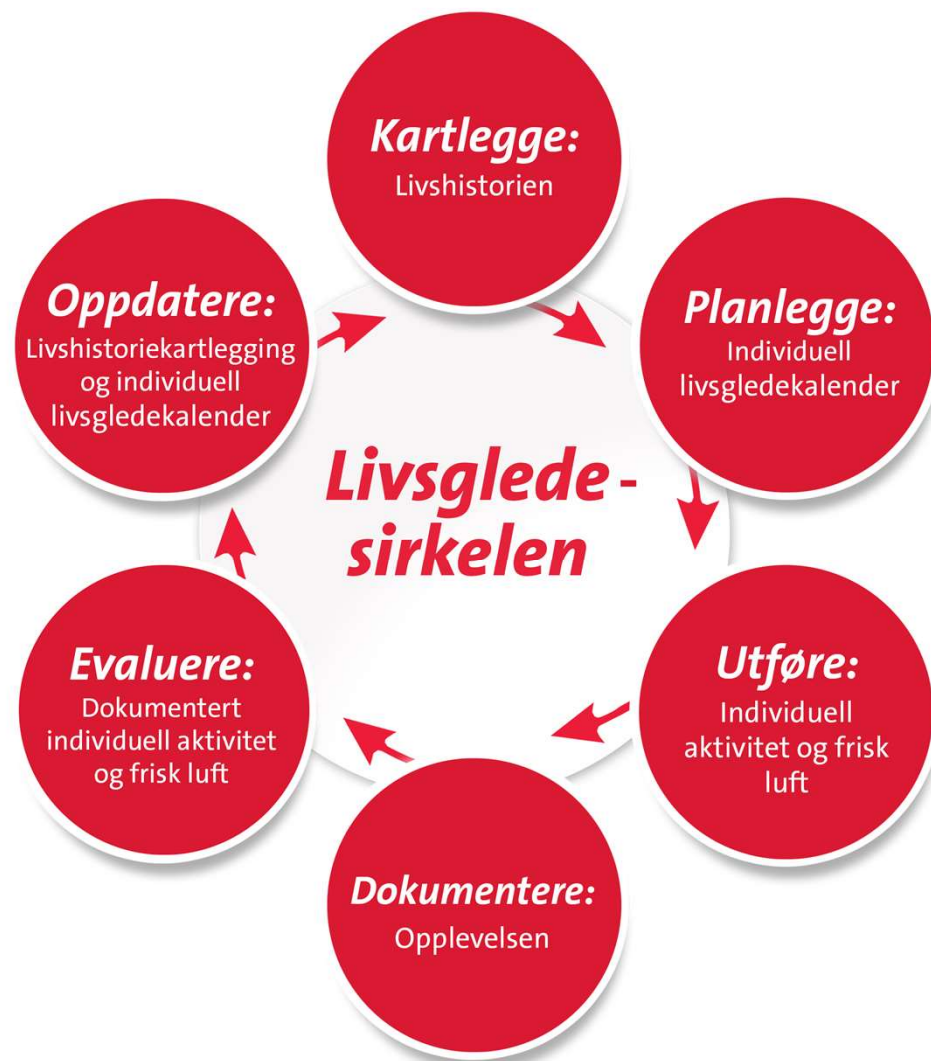 Kartlegge:
Livshistorien
Planlegge:
Individuell
livsgledekalender
Utføre:
Individuell
aktivitet og frisk
luft
Dokumentere:
Opplevelsen
Evaluere:
Dokumentert
individuell aktivitet
og frisk luft
Oppdatere:
Livshistoriekartlegging
og individuell
livsgledekalender
Livsglede-
sirkelen